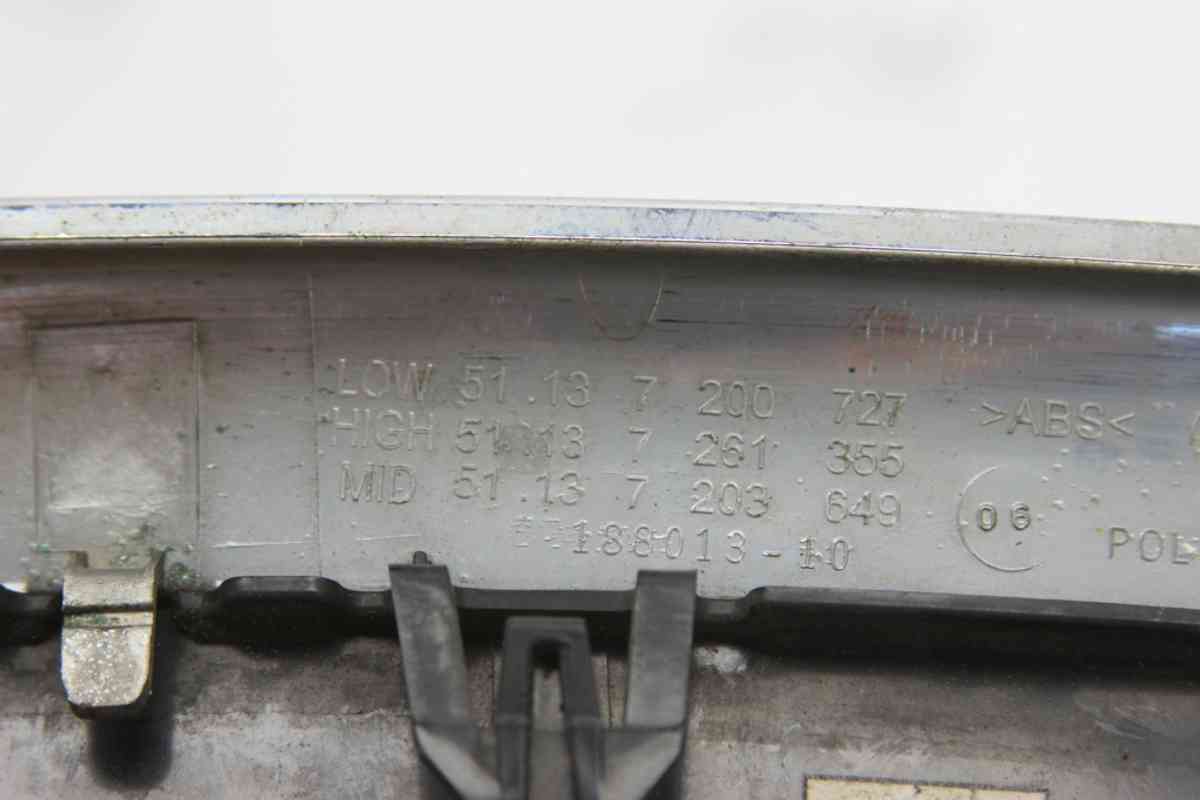 LOW 51.13 7 200 727
HIGH 51.13 7 261 355
MID 51.13 7 203 649
188013-10
>ABS<
06